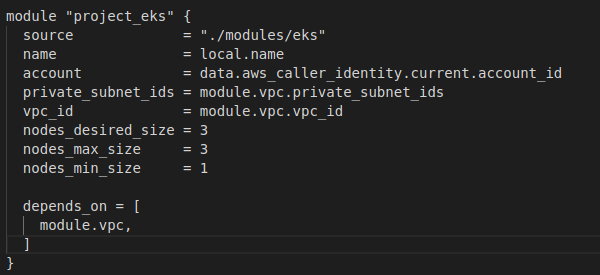 module "project_eks" {
  source             = "./modules/eks"
  name               = local.name
  account            = data.aws_caller_identity.current.account_id
  private_subnet_ids = module.vpc.private_subnet_ids
  vpc_id             = module.vpc.vpc_id
  nodes_desired_size = 3
  nodes_max_size     = 3
  nodes_min_size     = 1

  depends_on = [
    module.vpc,
  ]
}